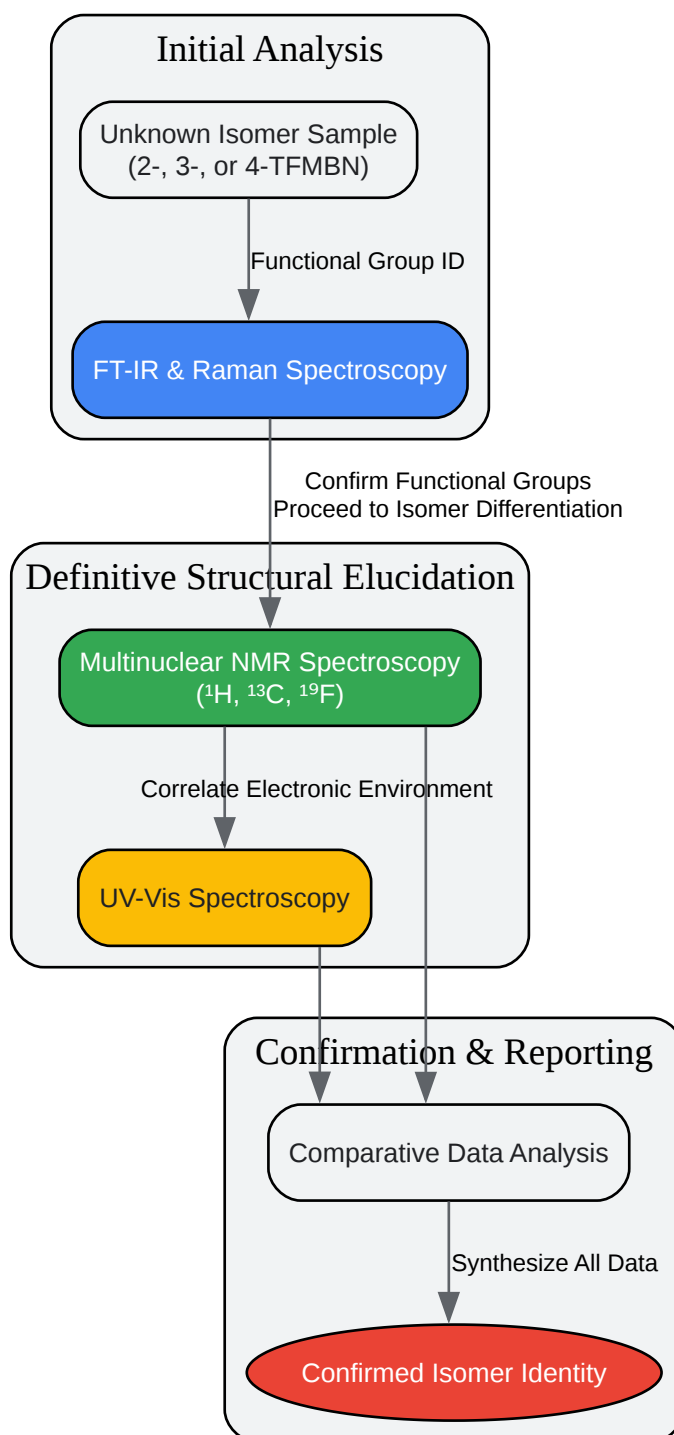 Initial Analysis
Unknown Isomer Sample
(2-, 3-, or 4-TFMBN)
Functional Group ID
FT-IR & Raman Spectroscopy
Confirm Functional Groups
Proceed to Isomer Differentiation
Definitive Structural Elucidation
Multinuclear NMR Spectroscopy
(¹H, ¹³C, ¹⁹F)
Correlate Electronic Environment
UV-Vis Spectroscopy
Confirmation & Reporting
Comparative Data Analysis
Synthesize All Data
Confirmed Isomer Identity